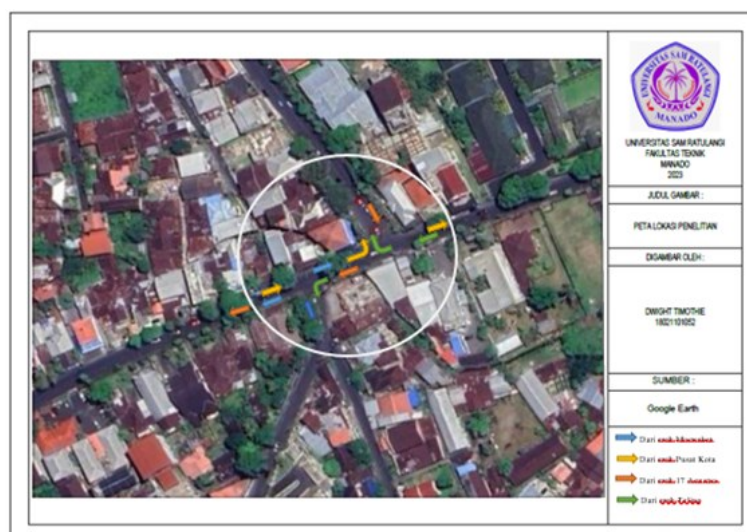 UNIVERSITAS SAM RATULANGI
MANADO
UNIVERSITAS SAM RATULANGI
FAKULTAS TEKNIK
MANADO
2023
JUDUL GAMBAR :
PETA LOKASI PENELITIAN
DIGAMBAR OLEH :
DWIGHT TIMOTHIE
SUMBER :
Google Earth
Dari
Dari Pusat Kota
Dari 17
Dari